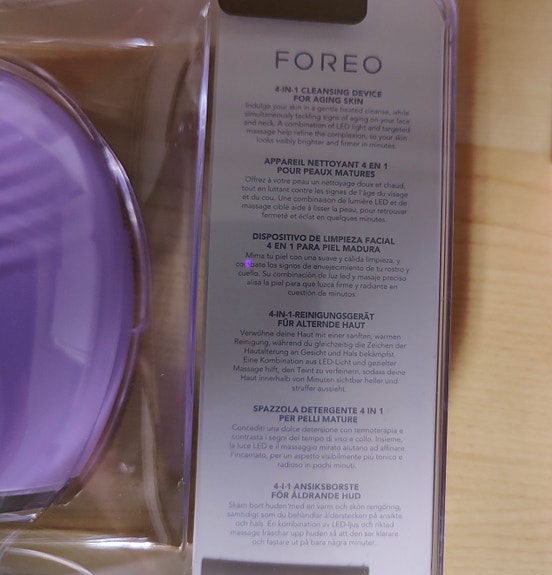 FOREO
4-IN-1 CLEANSING DEVICE
FOR AGING SKIN
Indulge your skin in a gentle heated cleanse, while
simultaneously tackling signs of aging on your face
and neck. A combination of LED light and targeted
massage help refine the complexion, so your skin
looks visibly brighter and firmer in minutes.
APPAREIL NETTOYANT 4 EN 1
POUR PEAUX MATURES
Offrez à votre peau un nettoyage doux et chaud,
tout en luttant contre les signes de l'âge du visage
et du cou. Une combinaison de lumière LED et de
massage ciblé aide à lisser la peau, pour retrouver
fermeté et éclat en quelques minutes.
DISPOSITIVO DE LIMPIEZA FACIAL
4 EN 1 PARA PIEL MADURA
Mima tu piel con una suave y cálida limpieza, y
combate los signos de envejecimiento de tu rostro y
cuello. Su combinación de luz led y masaje preciso
alisa la piel para que luzca firme y radiante en
cuestión de minutos.
4-IN-1-REINIGUNGSGERÄT
FÜR ALTERNDE HAUT
Verwöhne deine Haut mit einer sanften, warmen
Reinigung, während du gleichzeitig die Zeichen der
Hautalterung an Gesicht und Hals bekämpfst.
Eine Kombination aus LED-Licht und gezielter
Massage hilft, den Teint zu verfeinern, sodass deine
Haut innerhalb von Minuten sichtbar heller und
straffer aussieht.
SPAZZOLA DETERGENTE 4 IN 1
PER PELLI MATURE
Concediti una dolce detersione con termoterapia e
contrasta i segni del tempo di viso e collo. Insieme,
la luce LED e il massaggio mirato aiutano ad affinare
l'incarnato, per un aspetto visibilmente più tonico e
radioso in pochi minuti.
4-I-1 ANSIKSBORSTE
FÖR ÅLDRANDE HUD
Skäm bort huden med en varm och skön rengöring,
samtidigt som du behandlar ålderstecken på ansikte
och hals. En kombination av LED-ljus och riktad
massage fräschar upp huden så att den ser klarare
och fastare ut på bara några minuter.